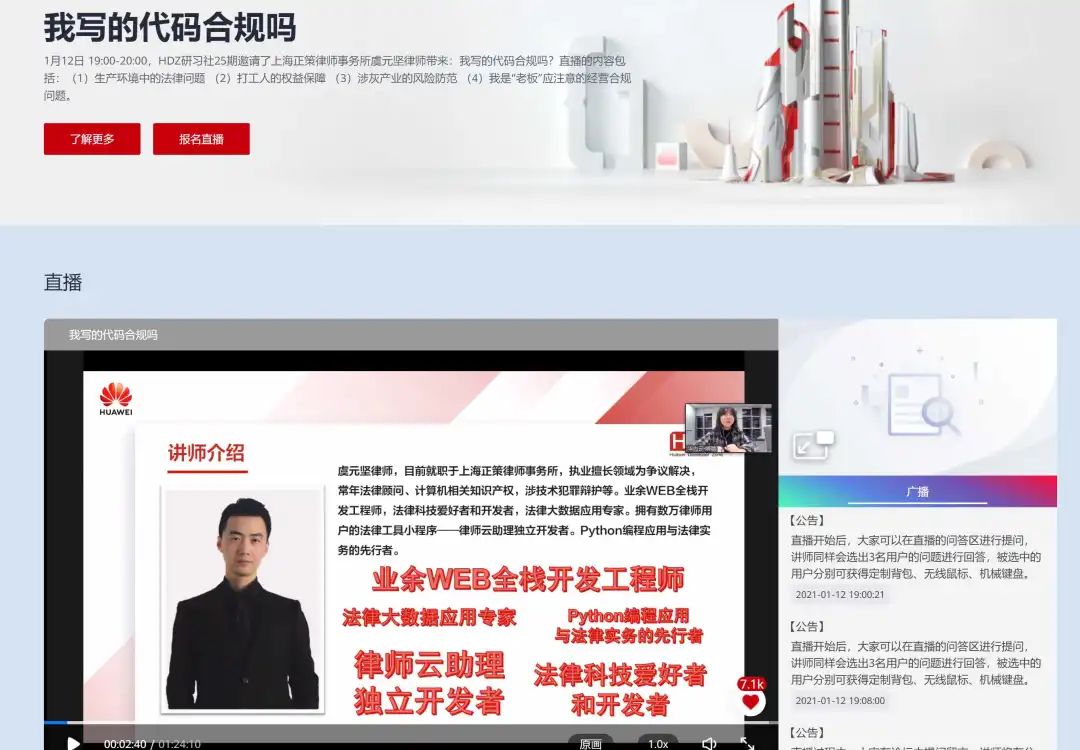 我写的代码合规吗
1月12日 19:00-20:00，HDZ研习社25期邀请了上海正策律师事务所虞元坚律师带来：我写的代码合规吗？直播的内容包
括：（1）生产环境中的法律问题 （2）打工人的权益保障 （3）涉灰产业的风险防范 （4）我是“老板”应注意的经营合规
问题。
了解更多
报名直播
直播
我写的代码合规吗
HUAWEI
讲师介绍
虞元坚律师，目前就职于上海正策律师事务所，执业擅长领域为争议解决，
常年法律顾问、计算机相关知识产权，涉技术犯罪辩护等。业余WEB全栈开
发工程师，法律科技爱好者和开发者，法律大数据应用专家。拥有数万律师用
户的法律工具小程序——律师云助理独立开发者。Python编程应用与法律实
务的先行者。
业余WEB全栈开发工程师
法律大数据应用专家
Python编程应用
与法律实务的先行者
律师云助理
独立开发者
法律科技爱好者
和开发者
7.1k
00:02:40 / 01:24:10
原画
1.0x
广播
【公告】
直播开始后，大家可以在直播的问答区进行提问，
讲师同样会选出3名用户的问题进行回答，被选中的
用户分别可获得定制背包、无线鼠标、机械键盘。
2021-01-12 19:00:21
【公告】
直播开始后，大家可以在直播的问答区进行提问，
讲师同样会选出3名用户的问题进行回答，被选中的
用户分别可获得定制背包、无线鼠标、机械键盘。
2021-01-12 19:08:00
【公告】